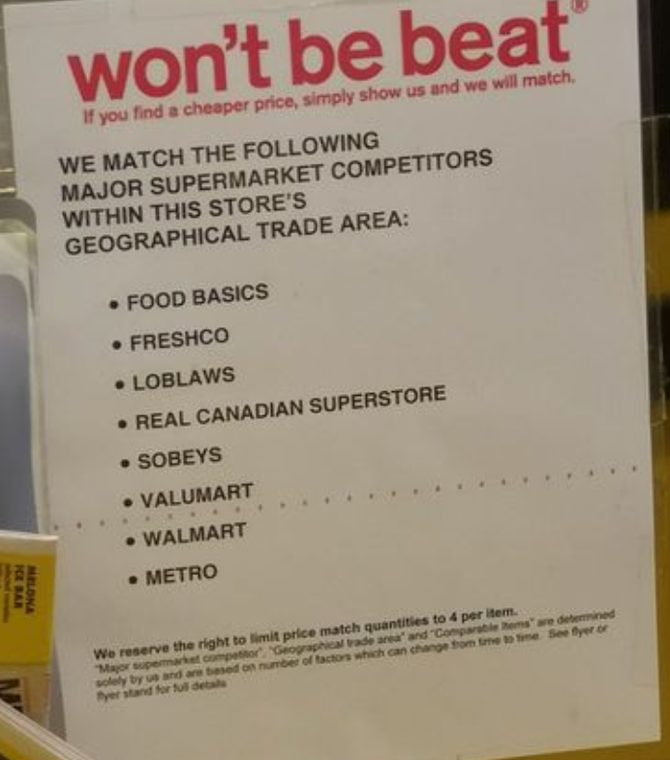 won't be beat®
If you find a cheaper price, simply show us and we will match.
WE MATCH THE FOLLOWING
MAJOR SUPERMARKET COMPETITORS
WITHIN THIS STORE'S
GEOGRAPHICAL TRADE AREA:
• FOOD BASICS
• FRESHCO
• LOBLAWS
• REAL CANADIAN SUPERSTORE
• SOBEYS
• VALUMART
• WALMART
• METRO
We reserve the right to limit price match quantities to 4 per item.
"Major supermarket competitor", "Geographical trade area" and "Comparable Items" are determined
solely by us and are based on number of factors which can change from time to time. See flyer or
flyer stand for full details
MELONA
ICE BAR